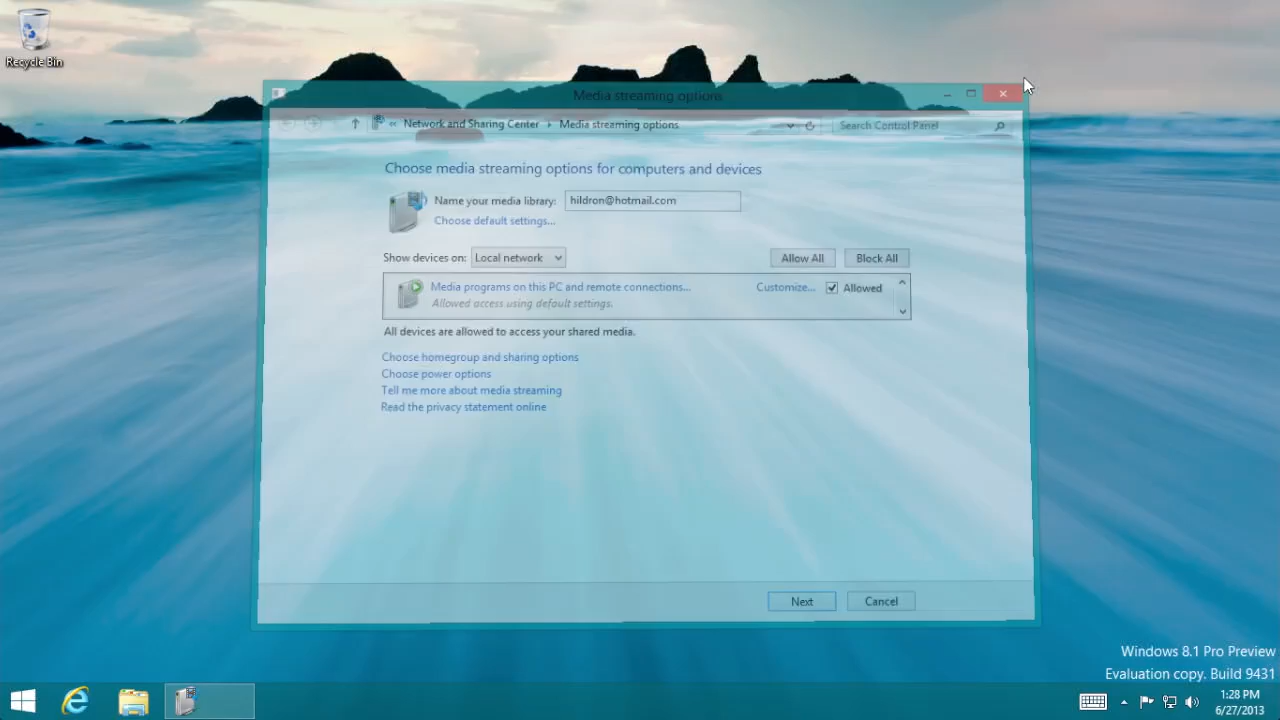 Recycle Bin
Media streaming options
« Network and Sharing Center Media streaming options
Search Control Panel
Choose media streaming options for computers and devices
Name your media library: hildron@hotmail.com
Choose default settings...
Show devices on: Local network
Allow All Block All
Media programs on this PC and remote connections... Customize... Allowed
Allowed access using default settings.
All devices are allowed to access your shared media.
Choose homegroup and sharing options
Choose power options
Tell me more about media streaming
Read the privacy statement online
Next Cancel
Windows 8.1 Pro Preview
Evaluation copy. Build 9431
1:28 PM
6/27/2013